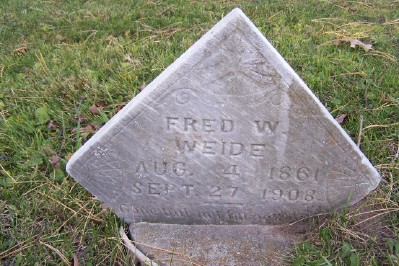 FRED W.
WEIDE
AUG. 4 1861
SEPT. 27 1908